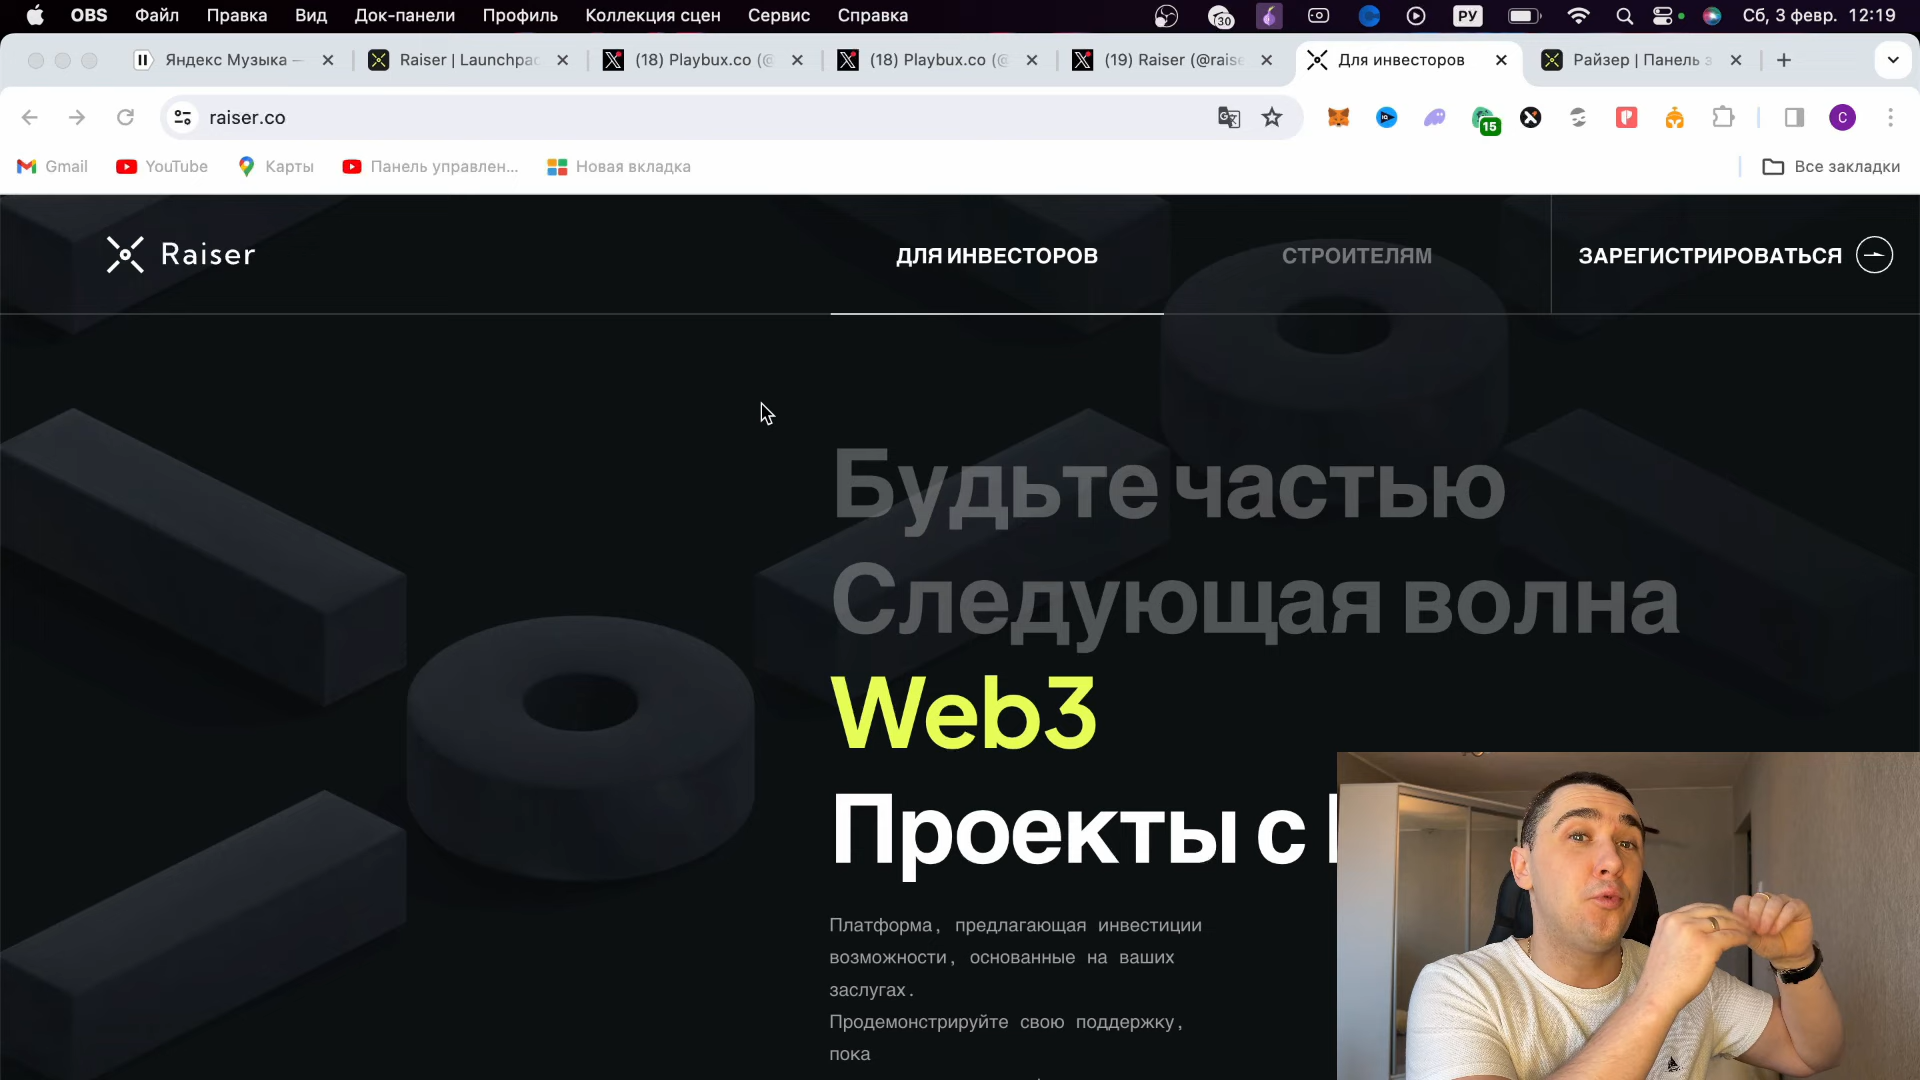 OBS Файл Правка Вид Док-панели Профиль Коллекция сцен Сервис Справка 30 РУ Сб, 3 февр. 12:19
Яндекс Музыка — Raiser | Launchpa (18) Playbux.co (@ (18) Playbux.co (@ (19) Raiser (@raise Для инвесторов Райзер | Панель
raiser.co 15 C
Gmail YouTube Карты Панель управлен... Новая вкладка Все закладки
Raiser ДЛЯ ИНВЕСТОРОВ СТРОИТЕЛЯМ ЗАРЕГИСТРИРОВАТЬСЯ
Будьте частью
Следующая волна
Web3
Проекты с
Платформа, предлагающая инвестиции
возможности, основанные на ваших
заслугах.
Продемонстрируйте свою поддержку,
пока